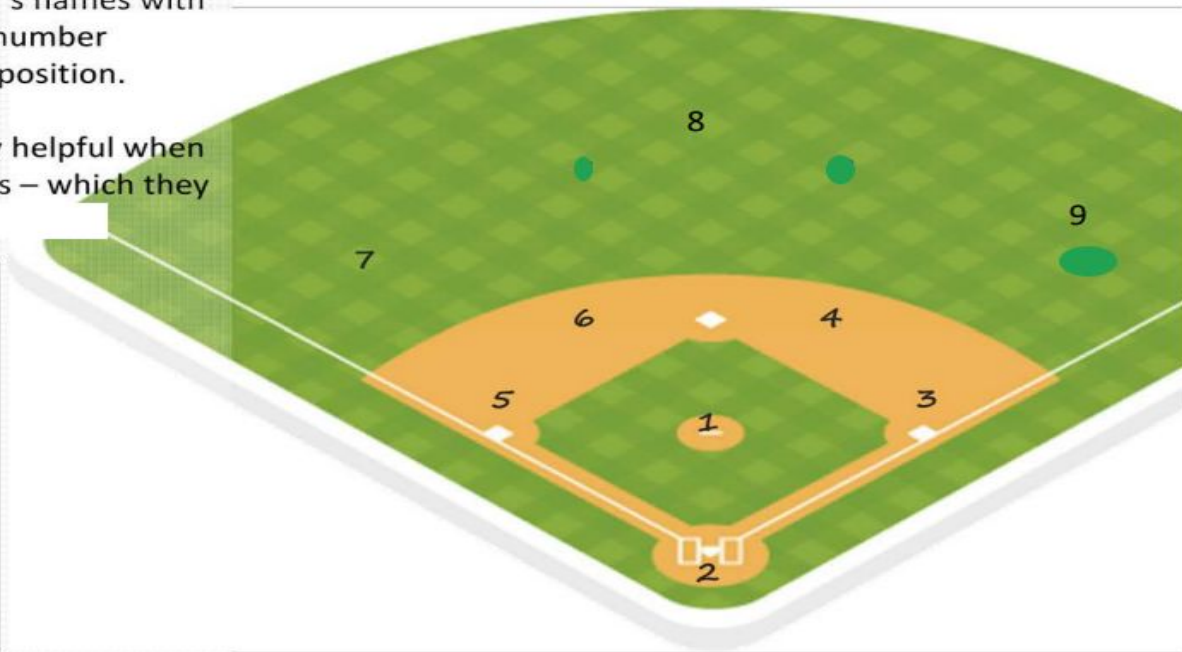 's names with
number
position.
helpful when
s – which they
8
9
7
6
4
5
3
1
2